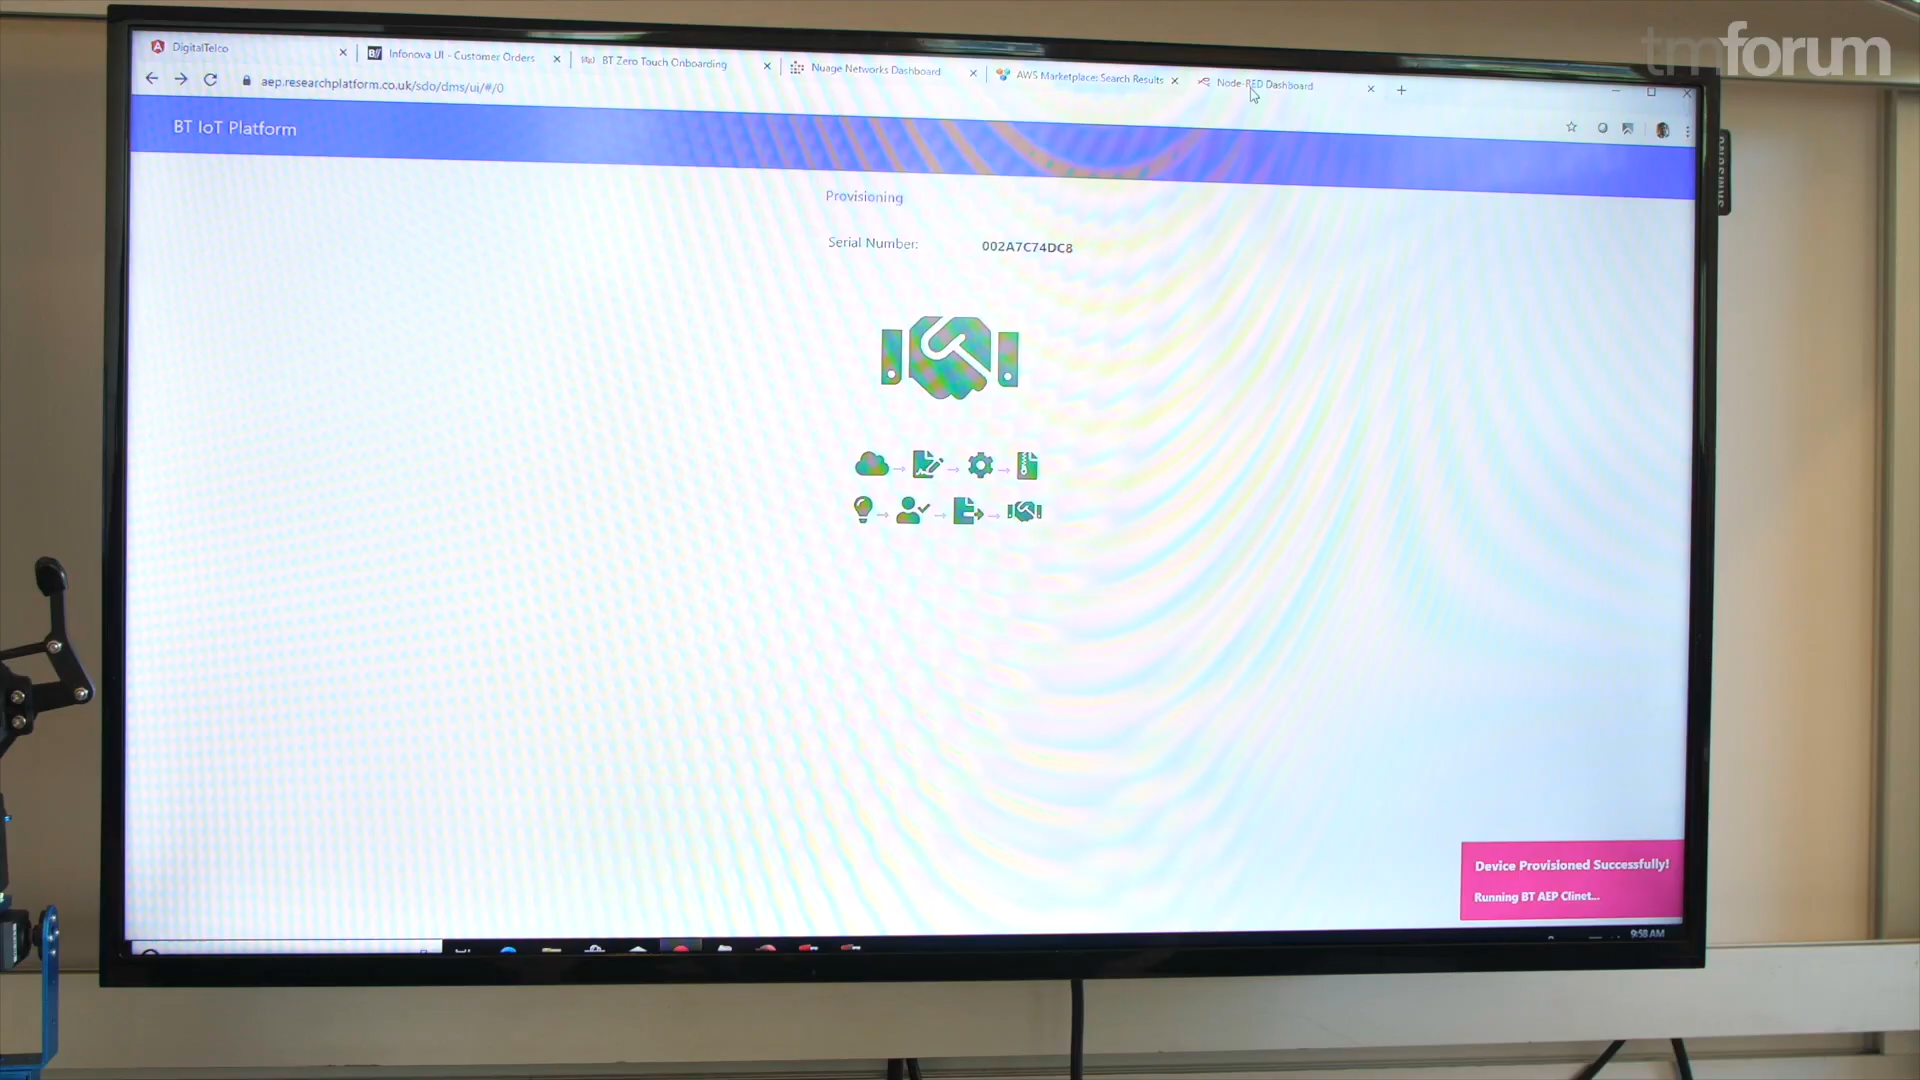 tmforum
DigitalTelco
Infonova UI - Customer Orders
BT Zero Touch Onboarding
Nuage Networks Dashboard
AWS Marketplace: Search Results
Node-RED Dashboard
aep.researchplatform.co.uk/sdo/dms/ui/#/0
BT IoT Platform
SAMSUNG
Provisioning
Serial Number: 002A7C74DC8
Device Provisioned Successfully!
Running BT AEP Clinet...
9:58 AM